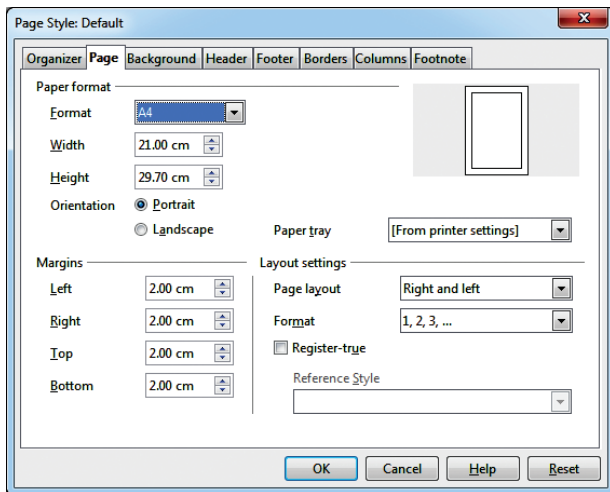 Page Style: Default
Organizer Page Background Header Footer Borders Columns Footnote
Paper format
Format A4
Width 21.00 cm
Height 29.70 cm
Orientation Portrait
Landscape Paper tray [From printer settings]
Margins Layout settings
Left 2.00 cm Page layout Right and left
Right 2.00 cm Format 1, 2, 3, ...
Top 2.00 cm Register-true
Bottom 2.00 cm Reference Style
OK Cancel Help Reset